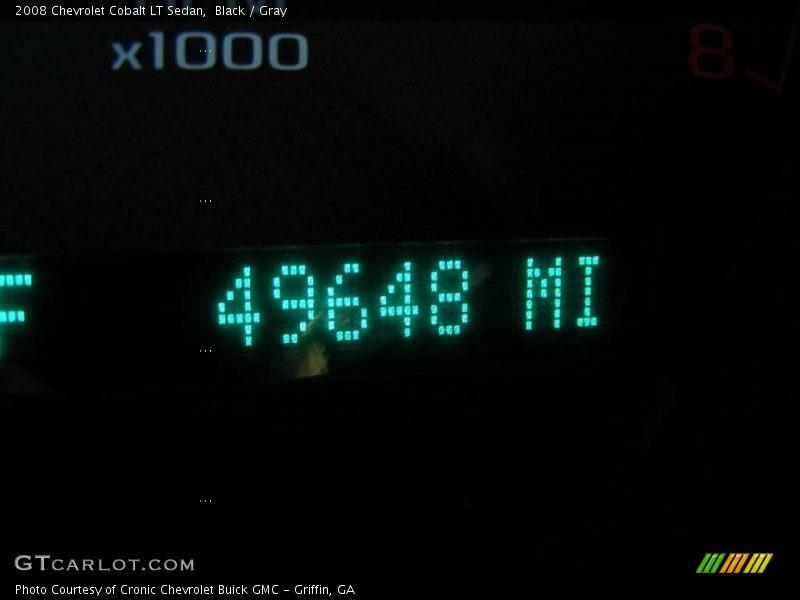 2008 Chevrolet Cobalt LT Sedan,  Black / Gray
x1000
8
F
49648 MI
GTCARLOT.COM
Photo Courtesy of Cronic Chevrolet Buick GMC - Griffin, GA